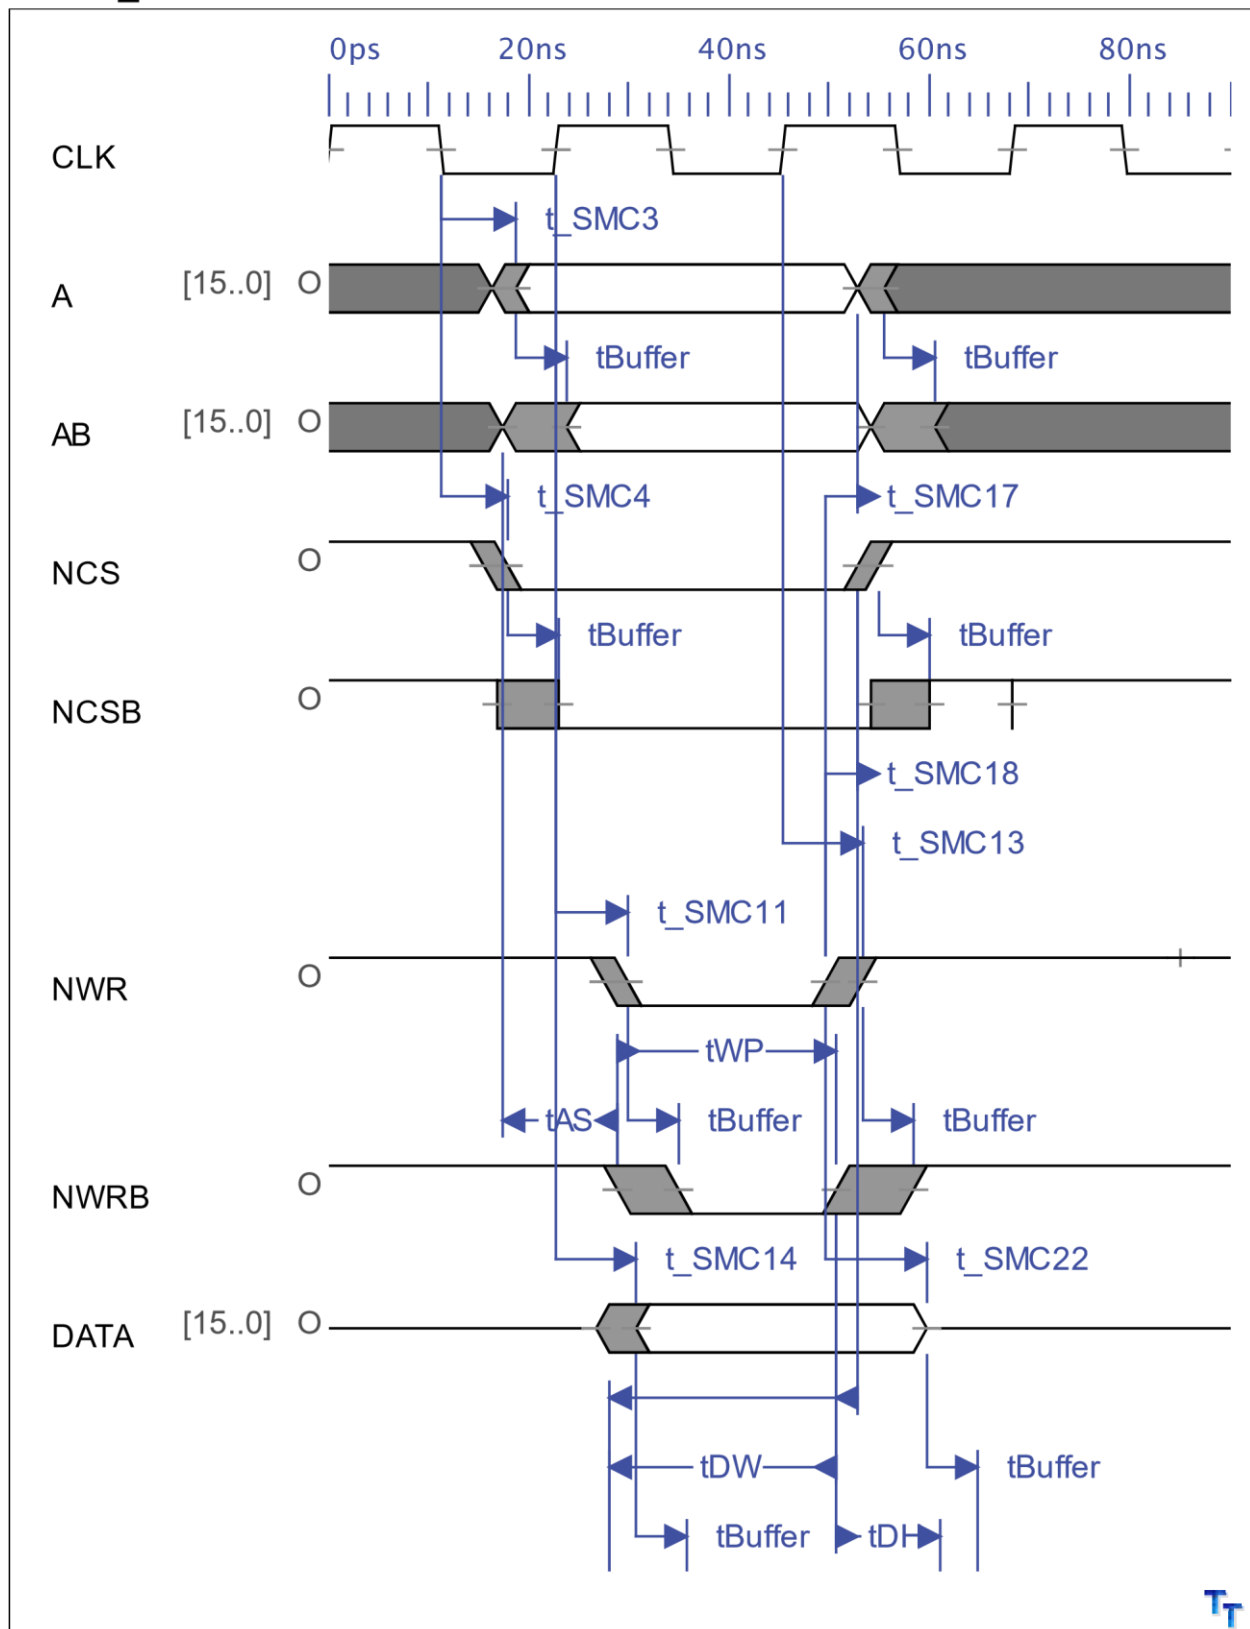 0ps 20ns 40ns 60ns 80ns
CLK
t_SMC3
A [15..0] O
tBuffer tBuffer
AB [15..0] O
t_SMC4 t_SMC17
NCS O
tBuffer tBuffer
NCSB O
t_SMC18
t_SMC13
t_SMC11
NWR O
tWP
tAS tBuffer tBuffer
NWRB O
t_SMC14 t_SMC22
DATA [15..0] O
tDW tBuffer
tBuffer tDH
TT